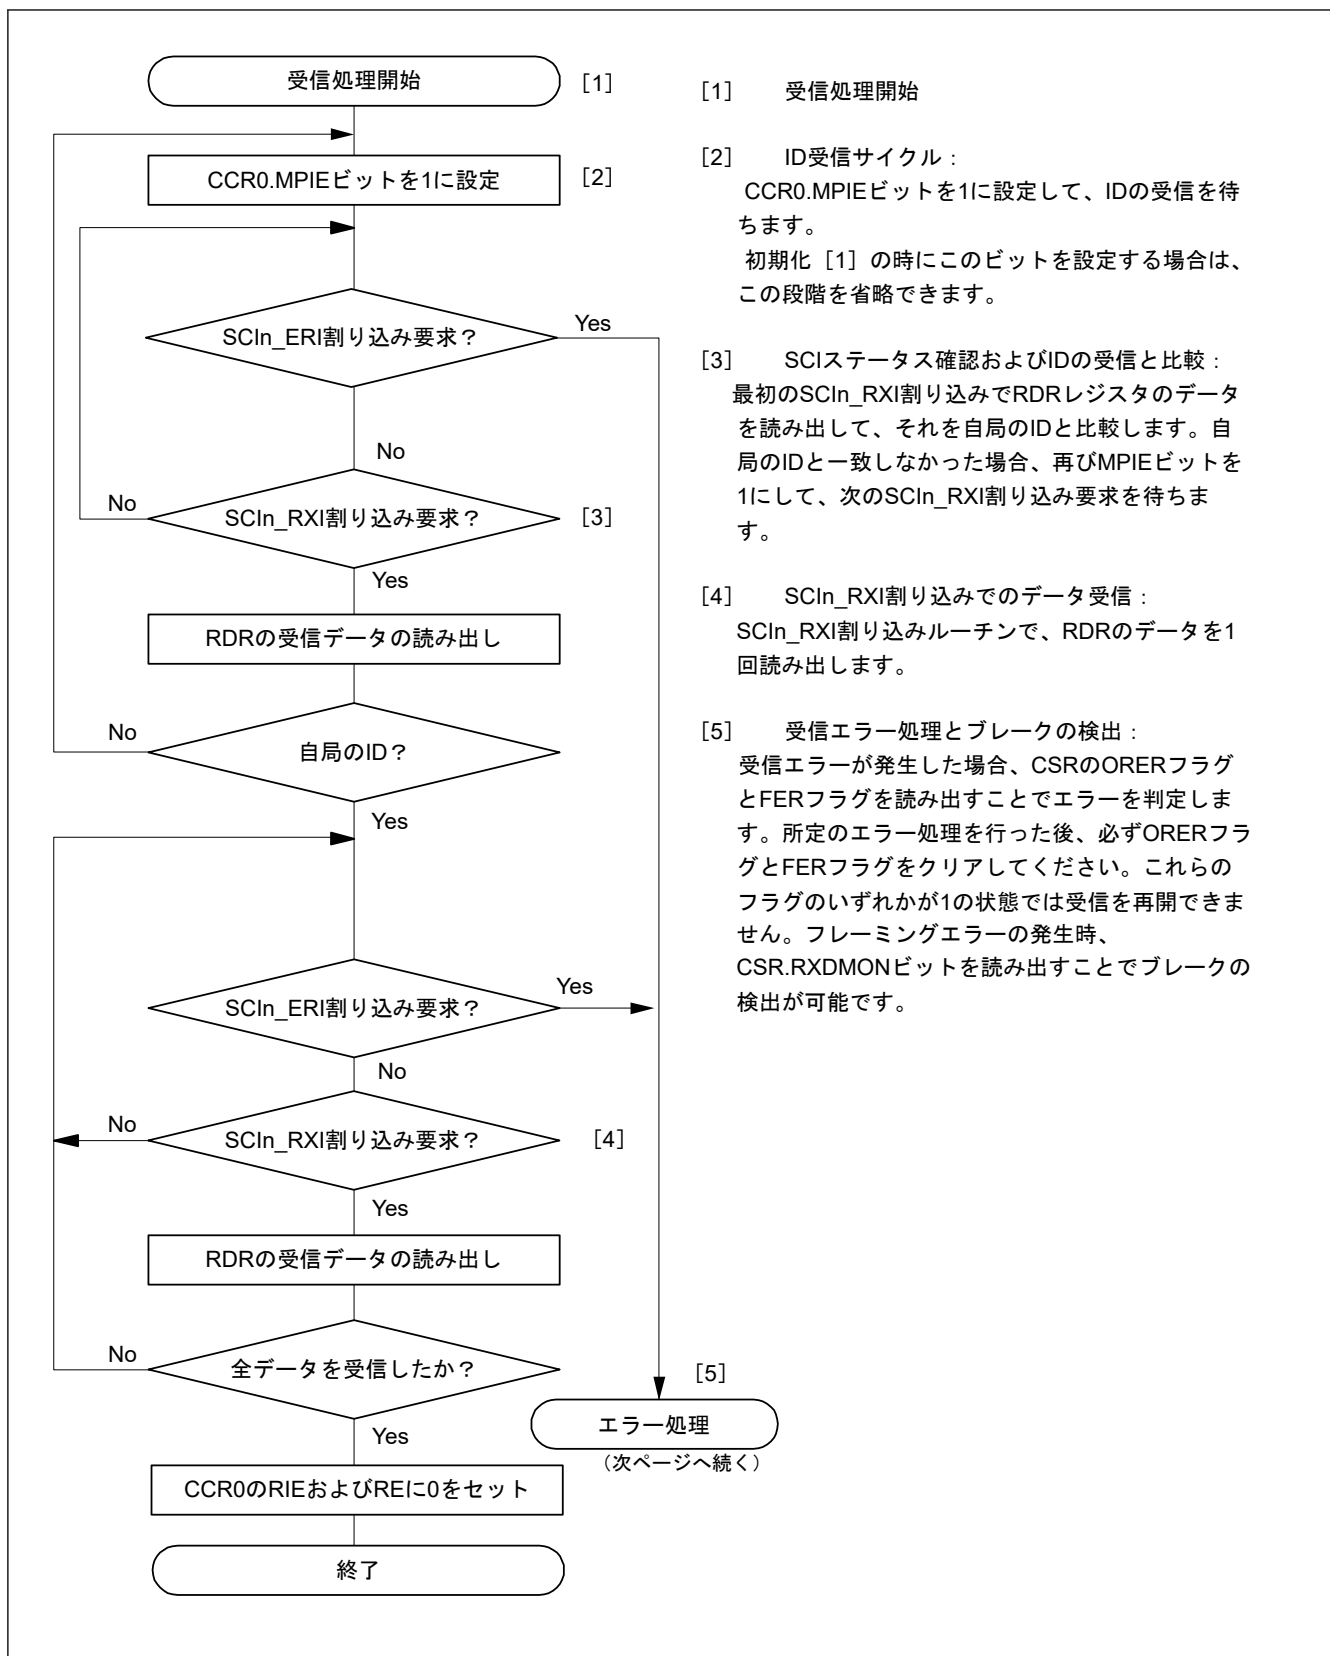 受信処理開始
[1]
CCR0.MPIEビットを1に設定
[2]
SCIn_ERI割り込み要求？
Yes
No
SCIn_RXI割り込み要求？
No
[3]
Yes
RDRの受信データの読み出し
No
自局のID？
Yes
SCIn_ERI割り込み要求？
Yes
No
No
SCIn_RXI割り込み要求？
[4]
Yes
RDRの受信データの読み出し
No
全データを受信したか？
[5]
エラー処理
（次ページへ続く）
Yes
CCR0のRIEおよびREに0をセット
終了
[1] 受信処理開始
[2] ID受信サイクル：
CCR0.MPIEビットを1に設定して、IDの受信を待
ちます。
初期化［1］の時にこのビットを設定する場合は、
この段階を省略できます。
[3] SCIステータス確認およびIDの受信と比較：
最初のSCIn_RXI割り込みでRDRレジスタのデータ
を読み出して、それを自局のIDと比較します。自
局のIDと一致しなかった場合、再びMPIEビットを
1にして、次のSCIn_RXI割り込み要求を待ちま
す。
[4] SCIn_RXI割り込みでのデータ受信：
SCIn_RXI割り込みルーチンで、RDRのデータを1
回読み出します。
[5] 受信エラー処理とブレークの検出：
受信エラーが発生した場合、CSRのORERフラグ
とFERフラグを読み出すことでエラーを判定しま
す。所定のエラー処理を行った後、必ずORERフラ
グとFERフラグをクリアしてください。これらの
フラグのいずれかが1の状態では受信を再開できま
せん。フレーミングエラーの発生時、
CSR.RXDMONビットを読み出すことでブレークの
検出が可能です。